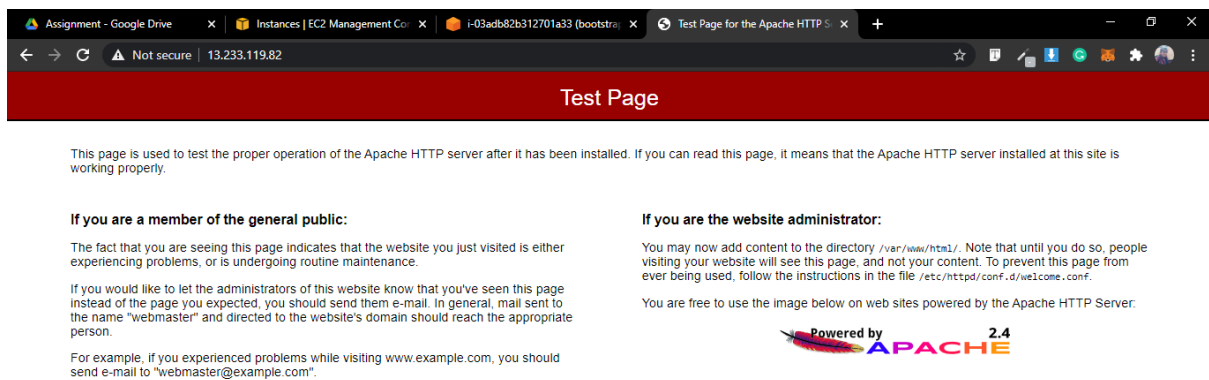 Assignment - Google Drive
Instances | EC2 Management Cor
i-03adb82b312701a33 (bootstrap
Test Page for the Apache HTTP S
Not secure | 13.233.119.82
Test Page
This page is used to test the proper operation of the Apache HTTP server after it has been installed. If you can read this page, it means that the Apache HTTP server installed at this site is
working properly.
If you are a member of the general public:
The fact that you are seeing this page indicates that the website you just visited is either
experiencing problems, or is undergoing routine maintenance.
If you would like to let the administrators of this website know that you've seen this page
instead of the page you expected, you should send them e-mail. In general, mail sent to
the name "webmaster" and directed to the website's domain should reach the appropriate
person.
For example, if you experienced problems while visiting www.example.com, you should
send e-mail to "webmaster@example.com".
If you are the website administrator:
You may now add content to the directory /var/www/html/. Note that until you do so, people
visiting your website will see this page, and not your content. To prevent this page from
ever being used, follow the instructions in the file /etc/httpd/conf.d/welcome.conf.
You are free to use the image below on web sites powered by the Apache HTTP Server:
Powered by 2.4
APACHE